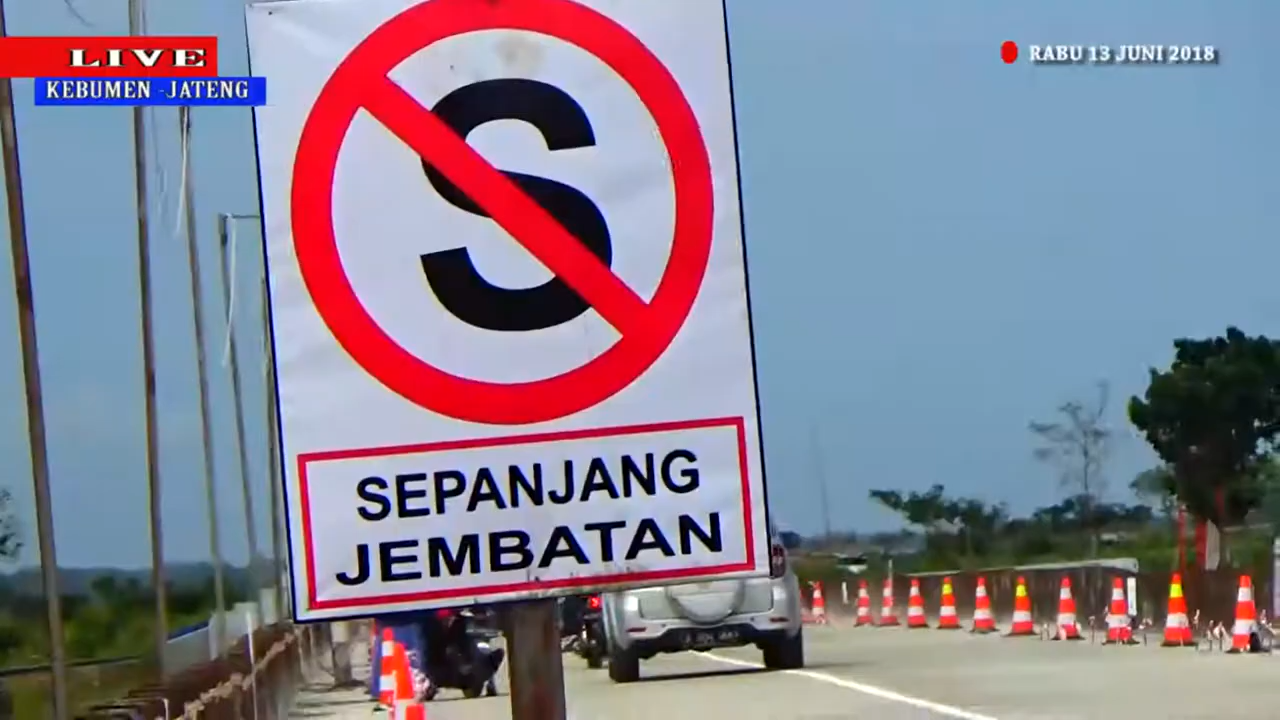 LIVE
KEBUMEN -JATENG
RABU 13 JUNI 2018
S
SEPANJANG
JEMBATAN